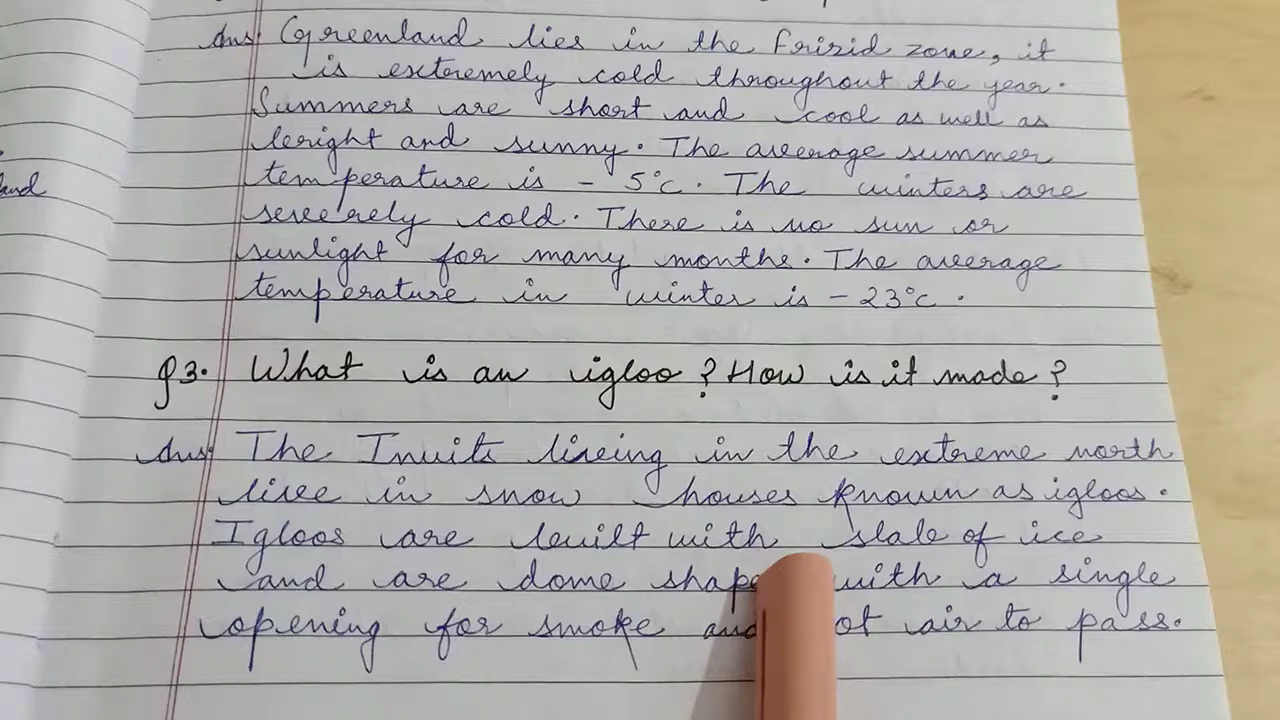 Ans: Greenland lies in the Frizid zone, it
is extremely cold throughout the year.
Summers are short and cool as well as
land
bright and sunny. The average summer
temperature is - 5°c. The winters are
severely cold. There is no sun or
sunlight for many months. The average
temperature in winter is - 23°c.
Q3. What is an igloo? How is it made?
Ans: The Inuits living in the extreme north
live in snow houses known as igloos.
Igloos are built with slab of ice
and are dome shape with a single
opening for smoke and air to pass.